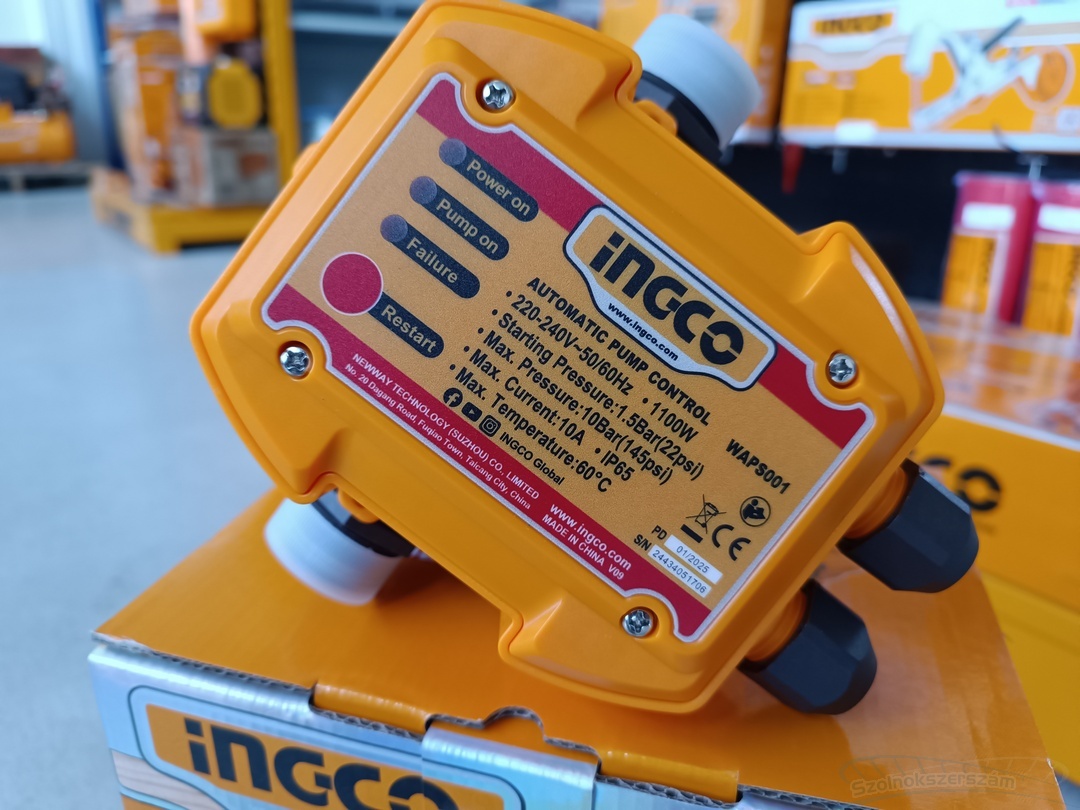 Power on
Pump on
Failure
Restart
INGCO
www.ingco.com
AUTOMATIC PUMP CONTROL
• 220-240V~50/60Hz • 1100W
• Starting Pressure:1.5Bar(22psi)
• Max. Pressure:10Bar(145psi)
• Max. Current:10A • IP65
• Max. Temperature:60°C
INGCO Global
WAPS001
CE
PD 01/2025
S/N 24434051706
NEWWAY TECHNOLOGY (SUZHOU) CO., LIMITED
No. 20 Dagang Road, Fuqiao Town, Taicang City, China
www.ingco.com
MADE IN CHINA V09
INGCO
INGCO
Szolnokszerszám